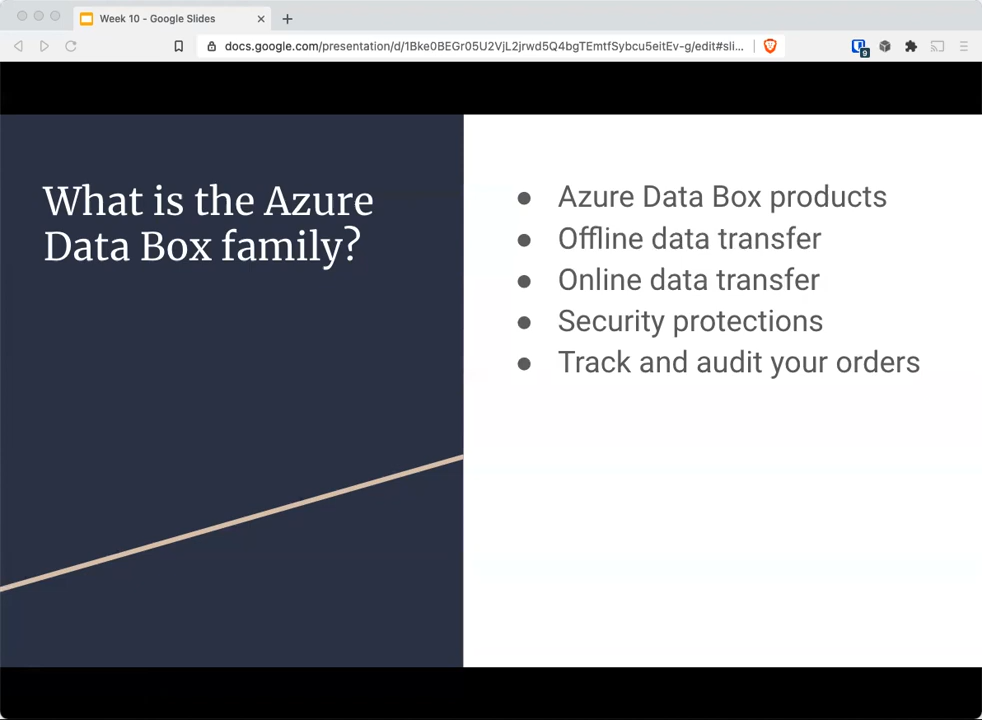 Week 10 - Google Slides
docs.google.com/presentation/d/1Bke0BEGr05U2VjL2jrwd5Q4bgTEmtfSybcu5eitEv-g/edit#sli...
9
What is the Azure
Data Box family?
● Azure Data Box products
● Offline data transfer
● Online data transfer
● Security protections
● Track and audit your orders